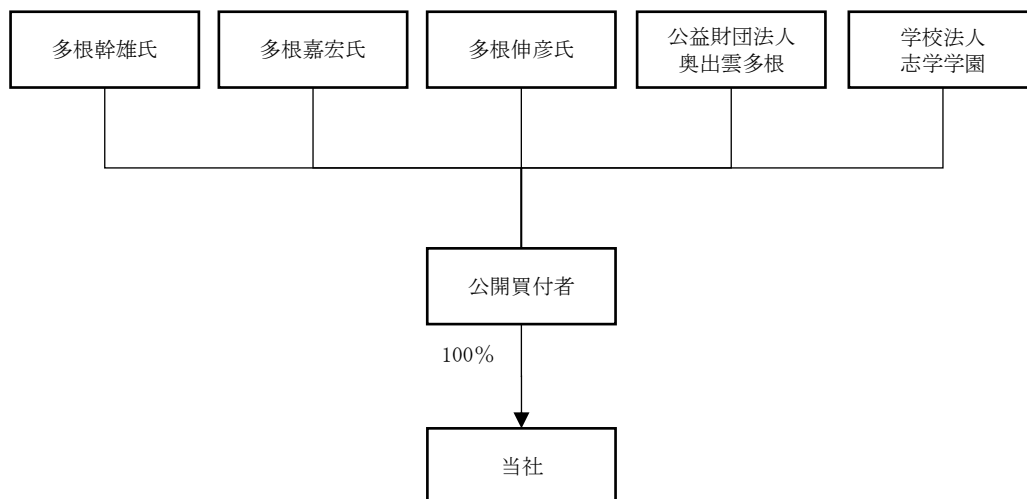 多根幹雄氏
多根嘉宏氏
多根伸彦氏
公益財団法人
奥出雲多根
学校法人
志学学園
公開買付者
100％
当社